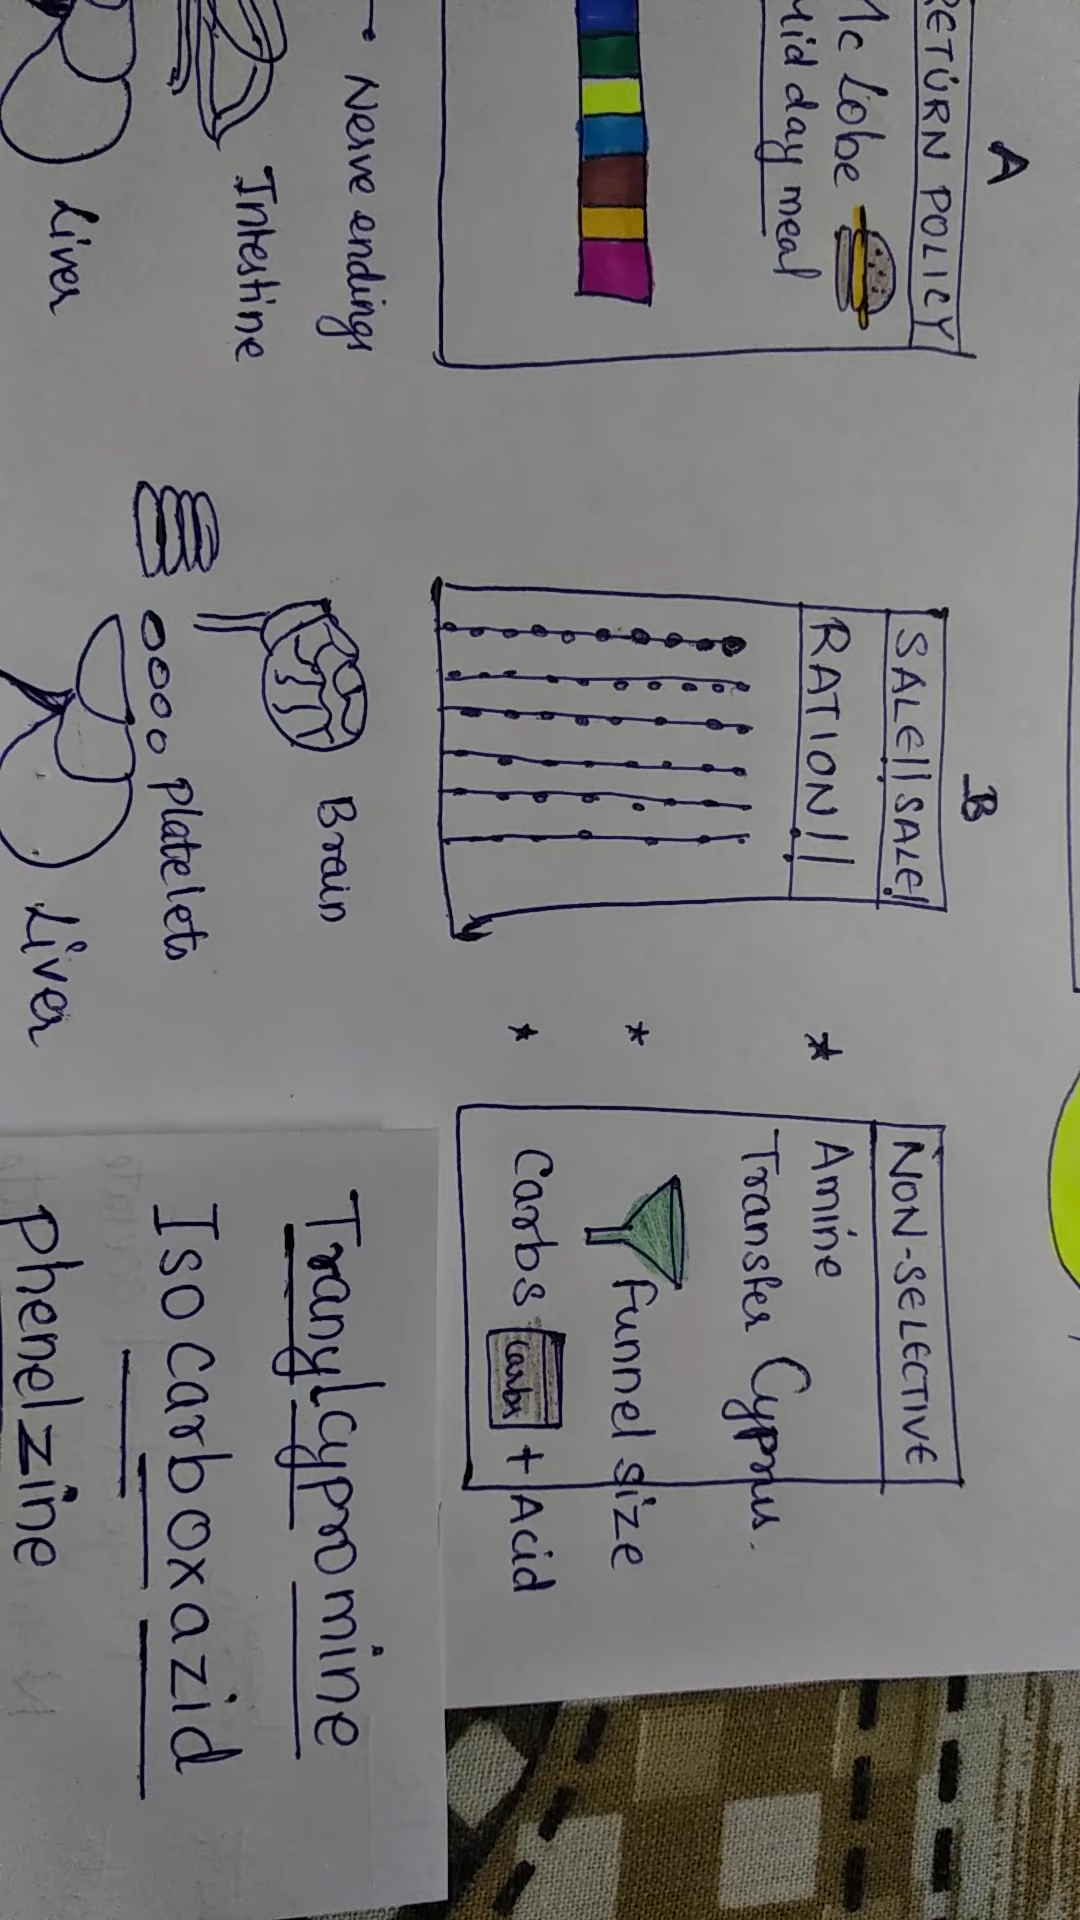 A
RETURN POLICY
Mc Lobe
Mid day meal
Nerve endings
Intestine
Liver
B
SALE!! SALE!
RATION!!
Brain
Platelets
Liver
NON-SELECTIVE
* Amine
Transfer Cyprus.
* Funnel size
* Carbs Carbs + Acid
Tranylcypromine
Isocarboxazid
Phenelzine